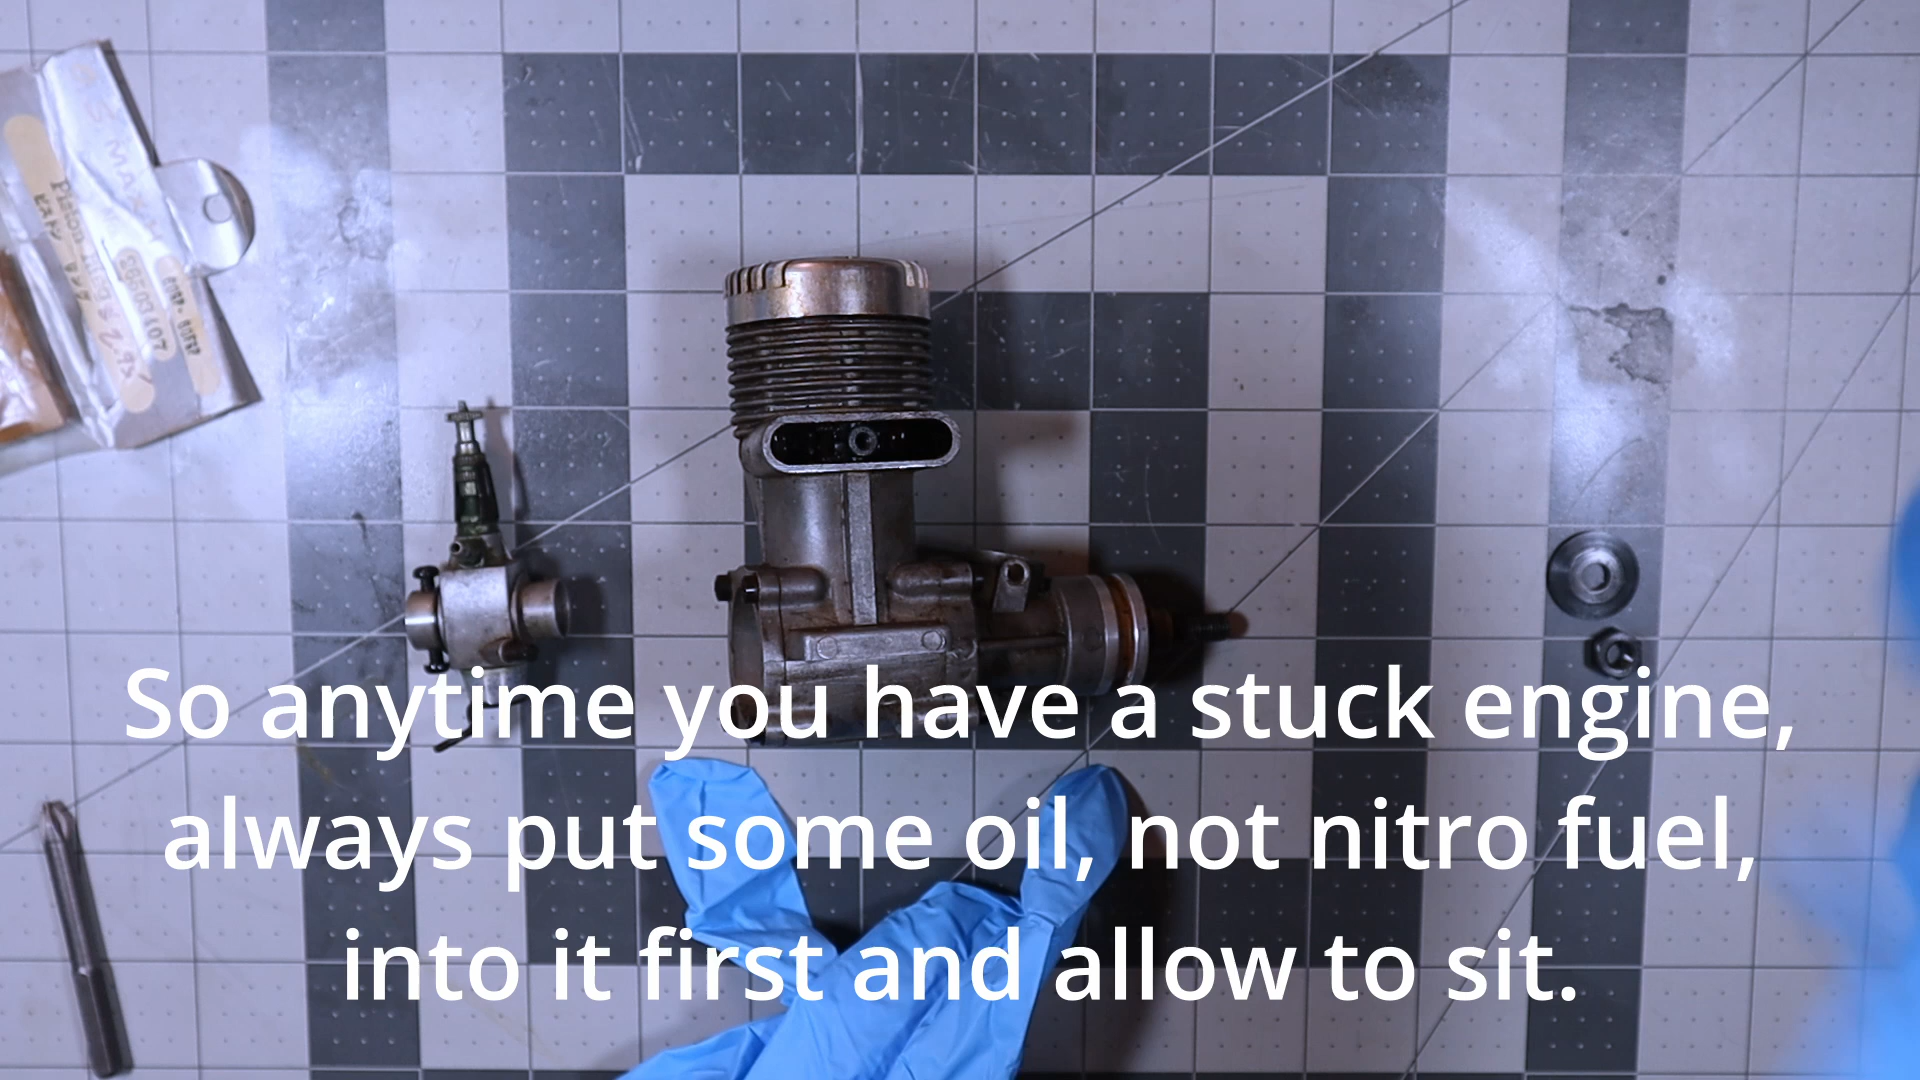 So anytime you have a stuck engine,
always put some oil, not nitro fuel,
into it first and allow to sit.